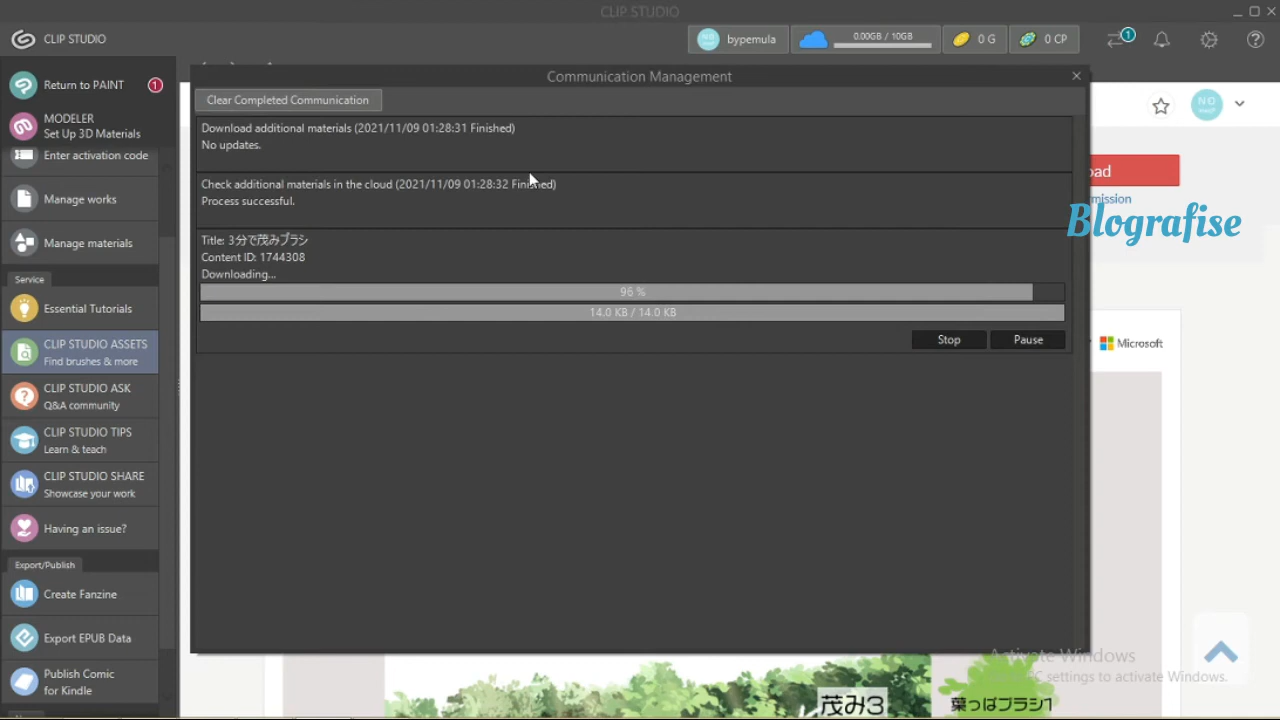 CLIP STUDIO
CLIP STUDIO
NO
bypemula
0.00GB / 10GB
0 G
0 CP
1
Return to PAINT
1
MODELER
Set Up 3D Materials
Enter activation code
Manage works
Manage materials
Service
Essential Tutorials
CLIP STUDIO ASSETS
Find brushes & more
CLIP STUDIO ASK
Q&A community
CLIP STUDIO TIPS
Learn & teach
CLIP STUDIO SHARE
Showcase your work
Having an issue?
Export/Publish
Create Fanzine
Export EPUB Data
Publish Comic
for Kindle
Communication Management
Clear Completed Communication
Download additional materials (2021/11/09 01:28:31 Finished)
No updates.
Check additional materials in the cloud (2021/11/09 01:28:32 Finished)
Process successful.
Title: 3分で茂みブラシ
Content ID: 1744308
Downloading...
96 %
14.0 KB / 14.0 KB
Stop
Pause
NO
oad
mission
Blografise
Microsoft
Activate Windows
PC settings to activate Windows.
茂み3
葉っぱブラシ1